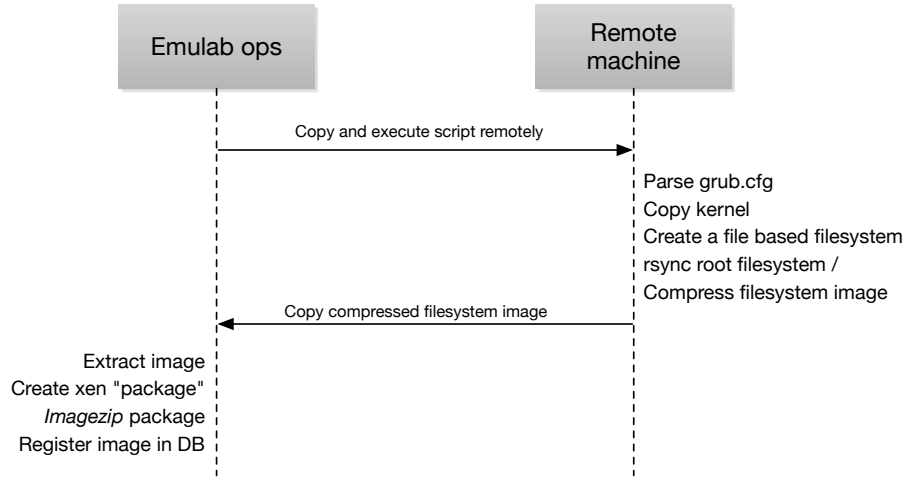 Emulab ops
Remote
machine
Copy and execute script remotely
Parse grub.cfg
Copy kernel
Create a file based filesystem
rsync root filesystem /
Compress filesystem image
Copy compressed filesystem image
Extract image
Create xen "package"
Imagezip package
Register image in DB